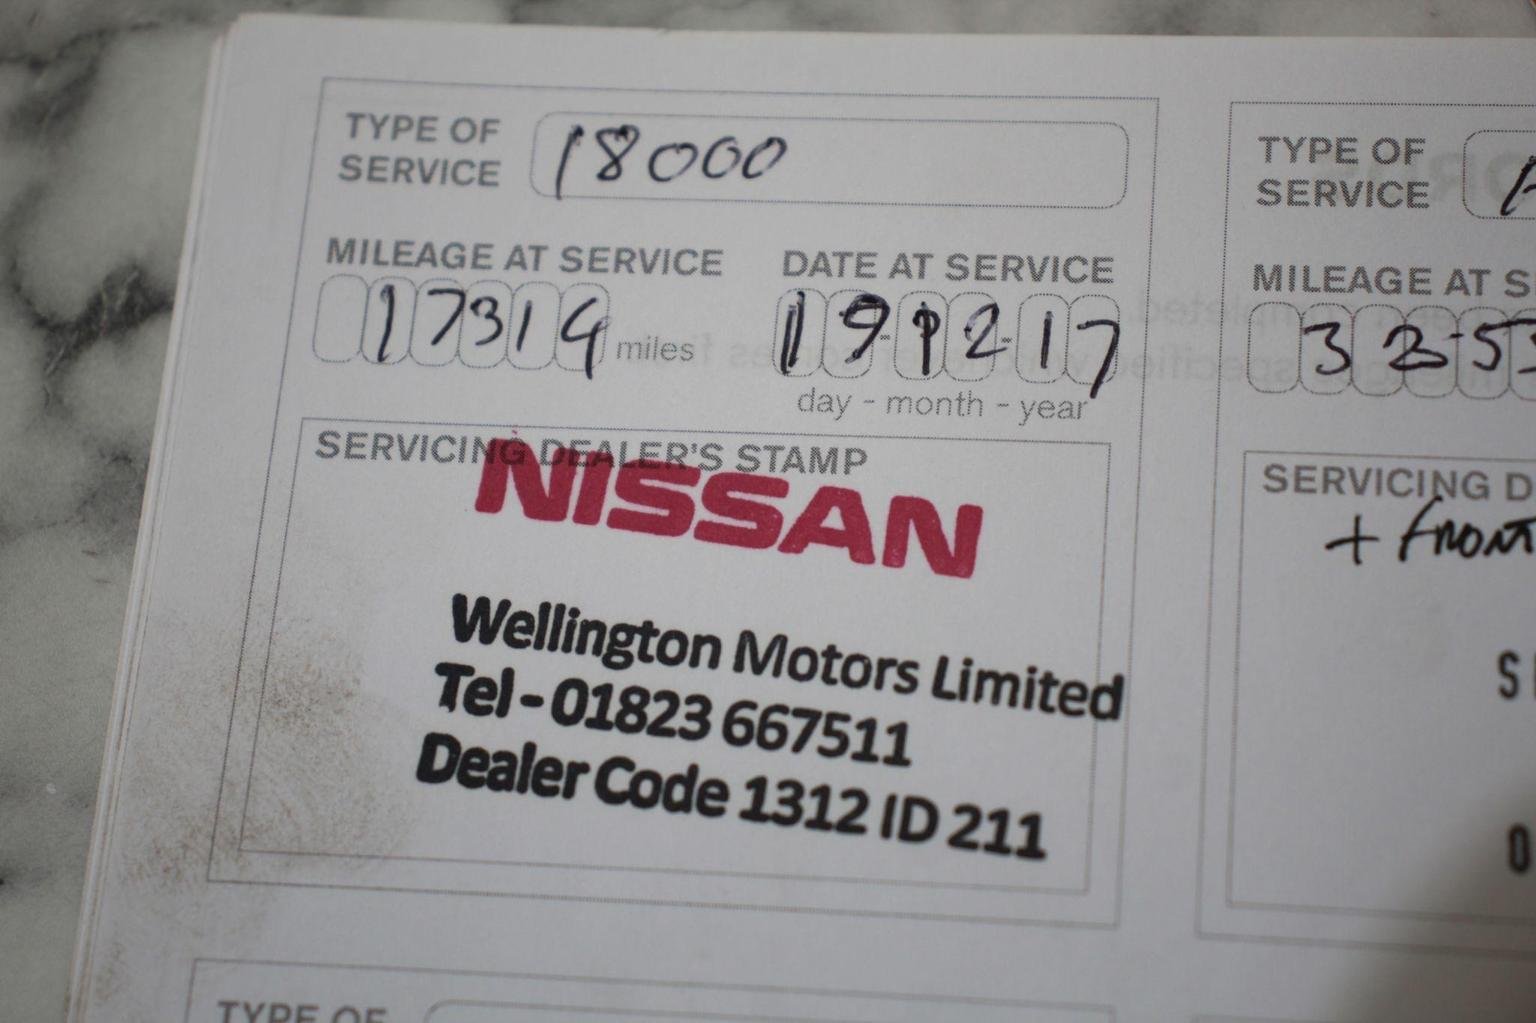 TYPE OF
SERVICE
18000
MILEAGE AT SERVICE
17314 miles
DATE AT SERVICE
19-12-17
day - month - year
SERVICING DEALER'S STAMP
NISSAN
Wellington Motors Limited
Tel - 01823 667511
Dealer Code 1312 ID 211
TYPE OF
SERVICE
MILEAGE AT S
SERVICING D
+ front
TYPE OF